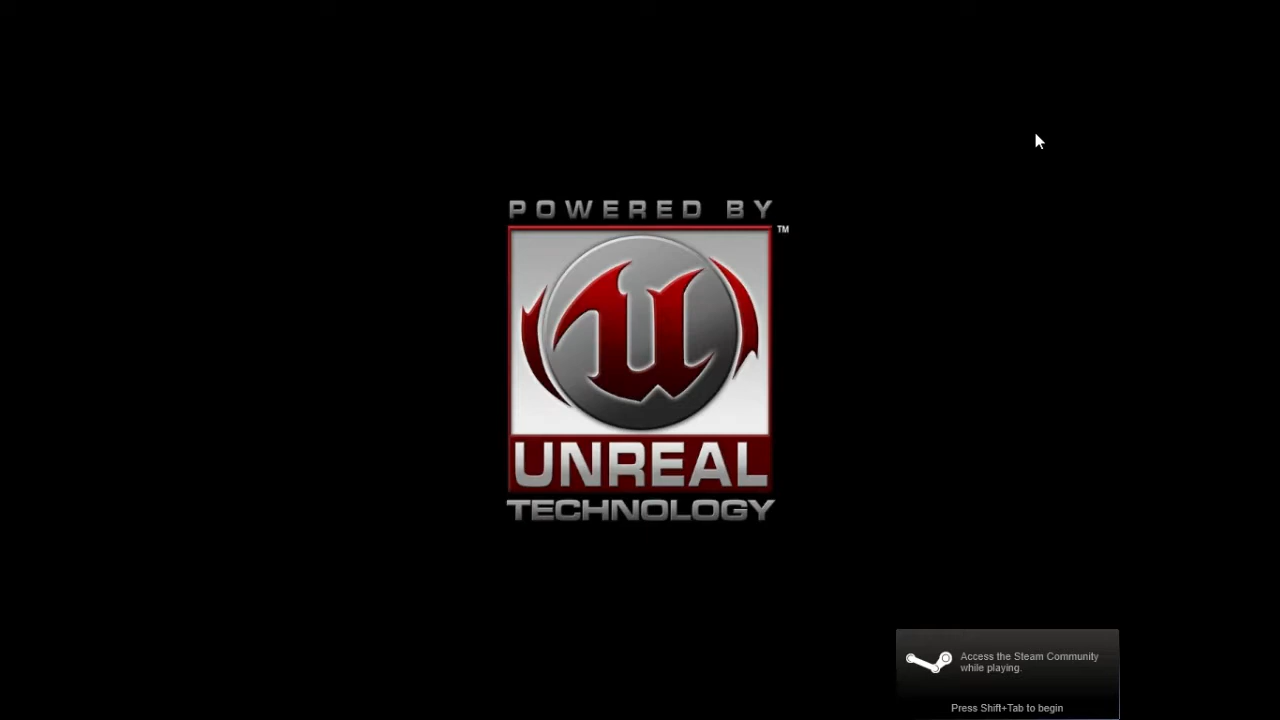 POWERED BY
TM
UNREAL
TECHNOLOGY
Access the Steam Community
while playing.
Press Shift+Tab to begin